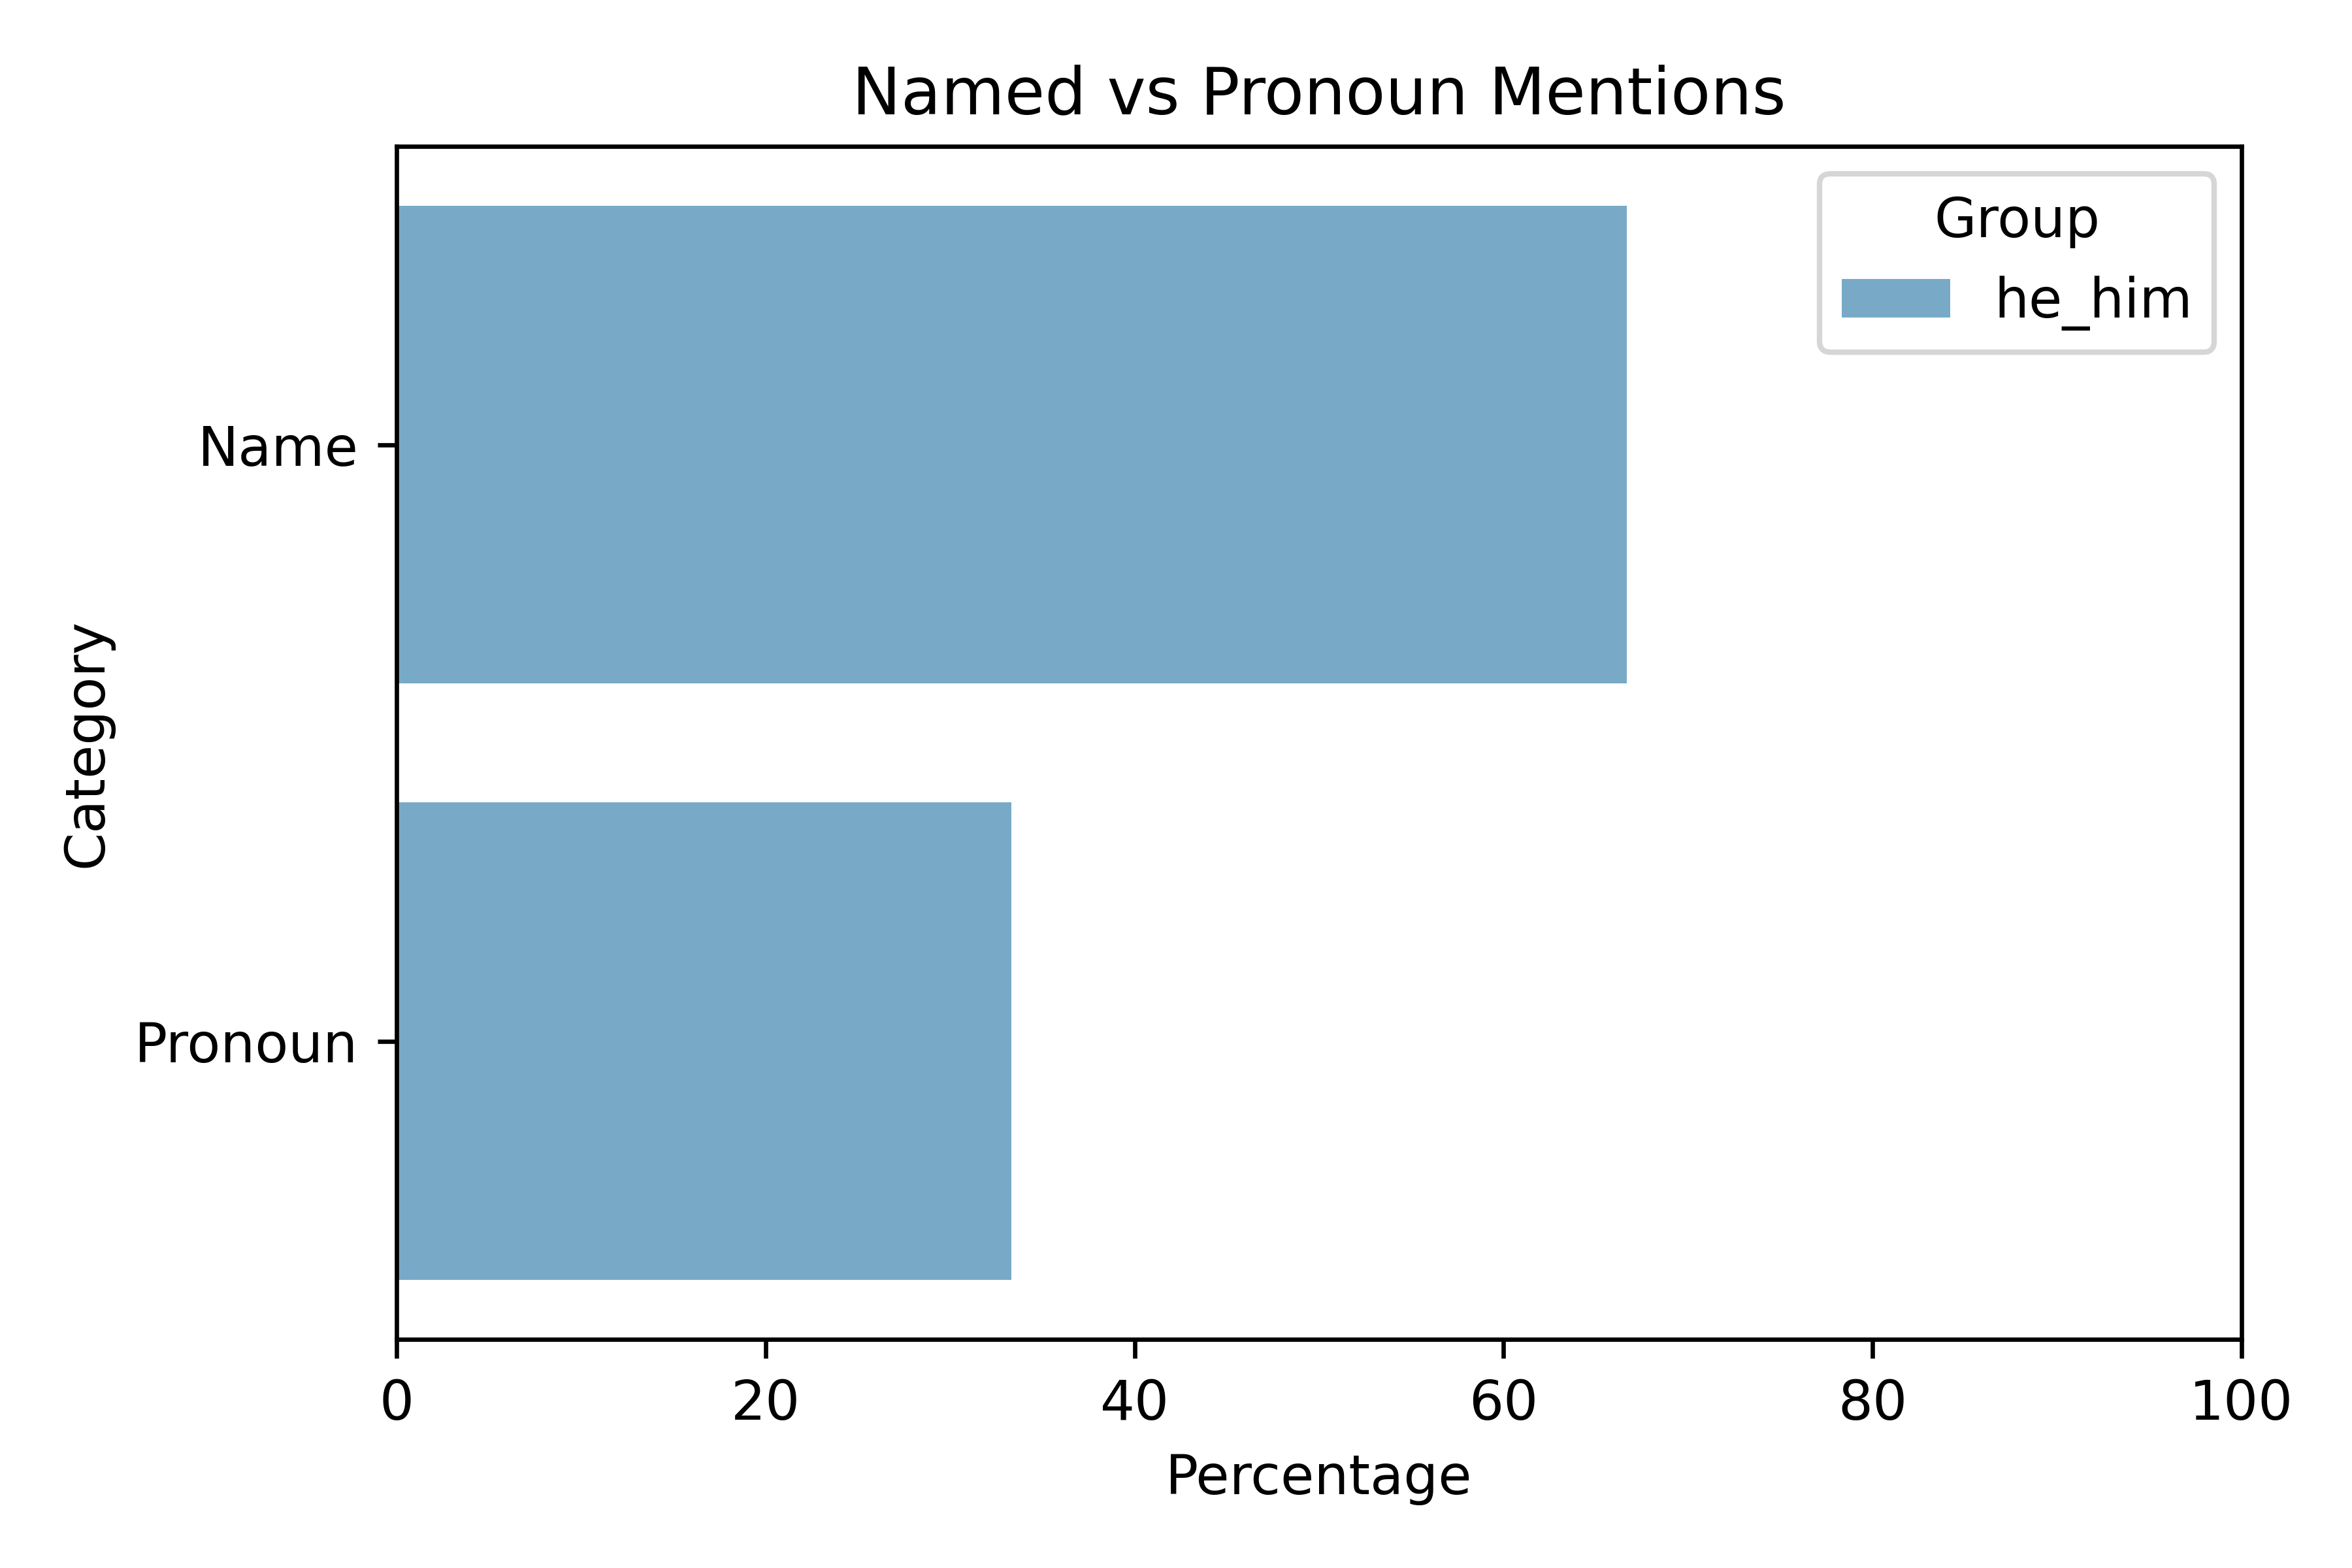 Named vs Pronoun Mentions
Group
he_him
Name
Pronoun
Category
0 20 40 60 80 100
Percentage